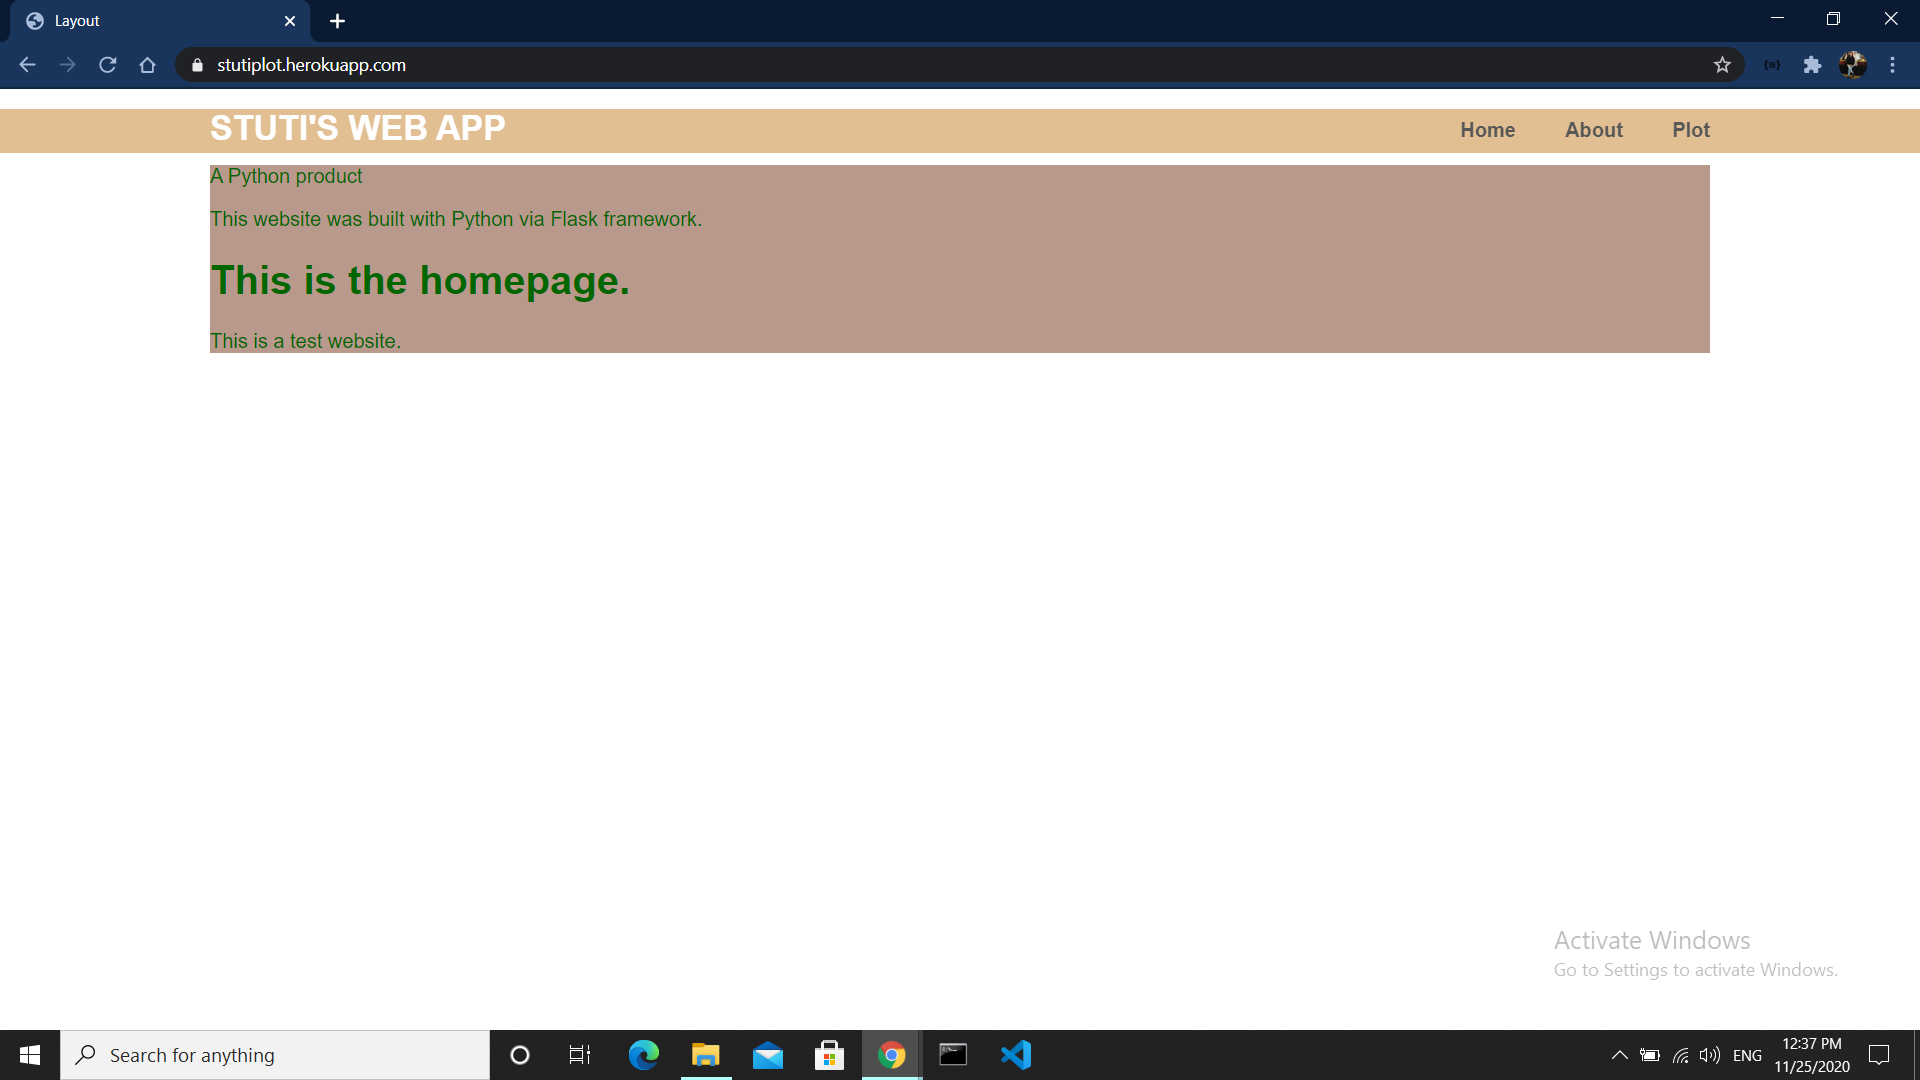 Layout
stutiplot.herokuapp.com
STUTI'S WEB APP
Home About Plot
A Python product
This website was built with Python via Flask framework.
This is the homepage.
This is a test website.
Activate Windows
Go to Settings to activate Windows.
Search for anything
ENG
12:37 PM
11/25/2020